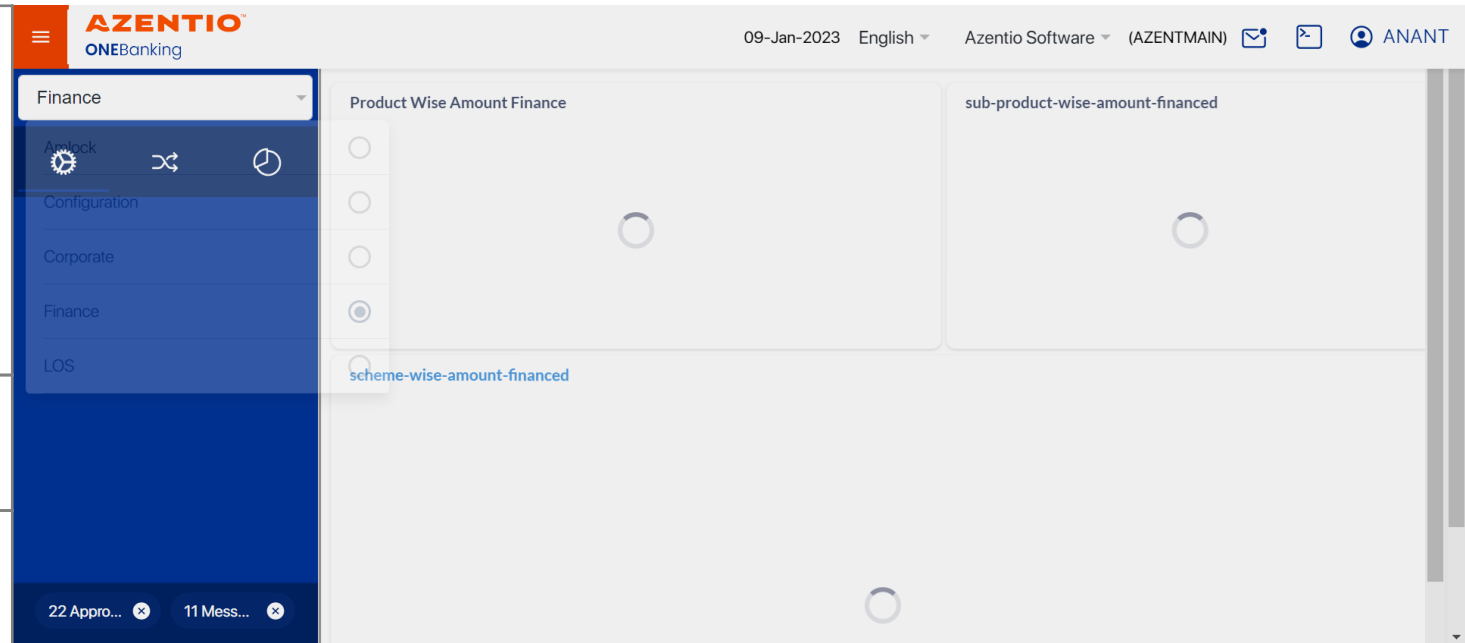 AZENTIO™
ONEBanking
09-Jan-2023 English Azentio Software (AZENTMAIN) ANANT
Finance
Amlock
Configuration
Corporate
Finance
LOS
22 Appro... 11 Mess...
Product Wise Amount Finance
sub-product-wise-amount-financed
scheme-wise-amount-financed